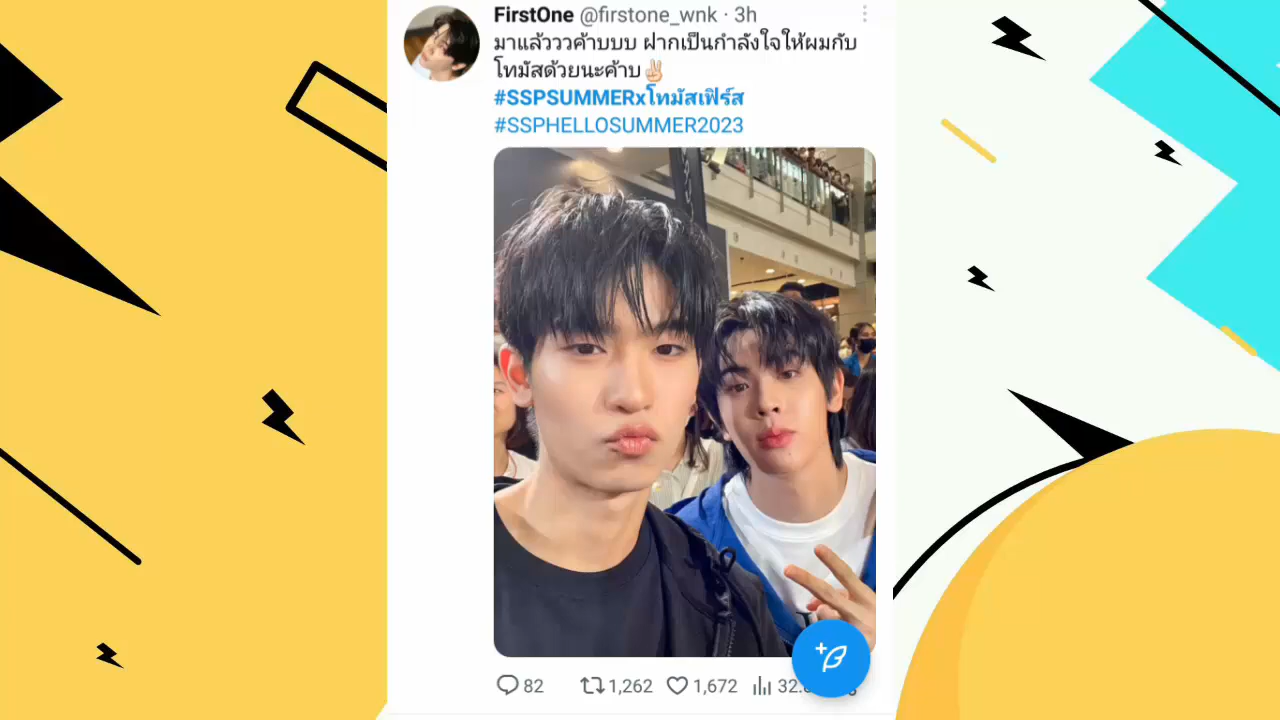 FirstOne @firstone_wnk · 3h
มาแล้วววค้าบบบ ฝากเป็นกำลังใจให้ผมกับ
โทมัสด้วยนะค้าบ✌🏻
#SSPSUMMERxโทมัสเฟิร์ส
#SSPHELLOSUMMER2023
82 1,262 1,672